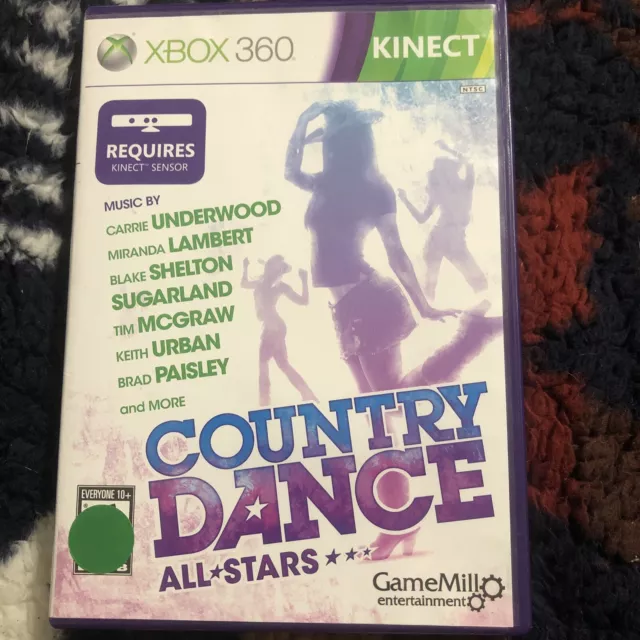 XBOX 360
KINECT
NTSC
REQUIRES
KINECT™ SENSOR
MUSIC BY
CARRIE UNDERWOOD
MIRANDA LAMBERT
BLAKE SHELTON
SUGARLAND
TIM MCGRAW
KEITH URBAN
BRAD PAISLEY
and MORE
COUNTRY
DANCE
ALL★STARS ★★★
EVERYONE 10+
GameMill
entertainment